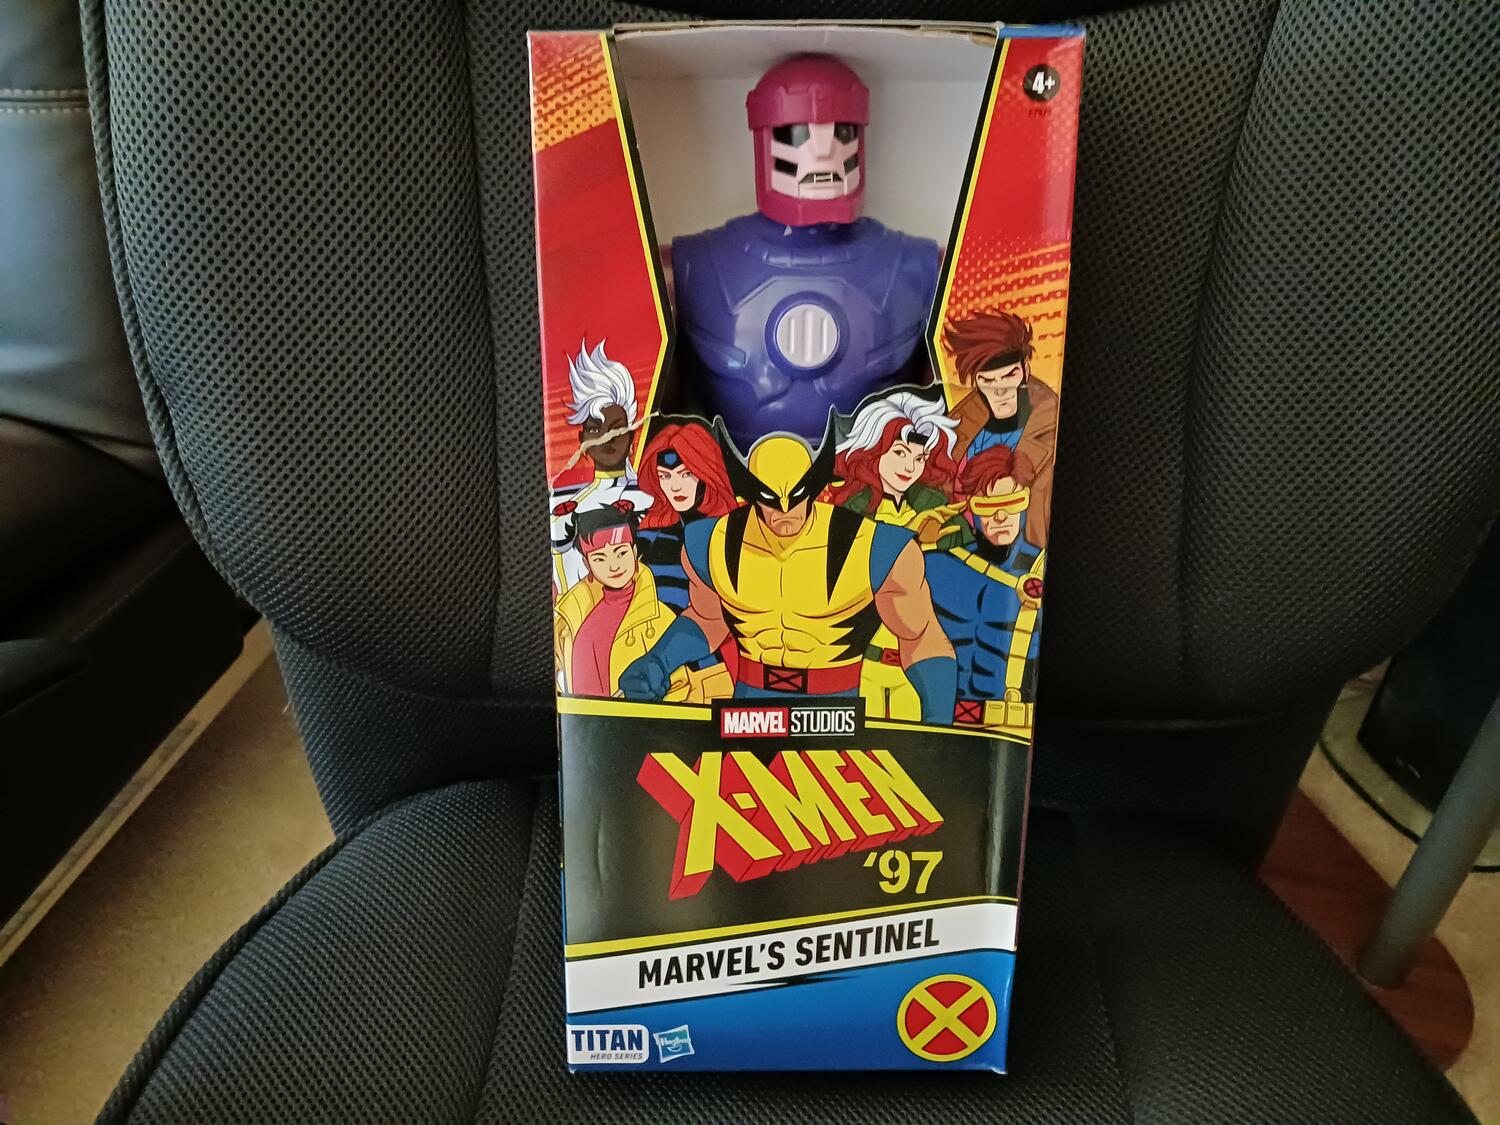 4+
MARVEL STUDIOS
X-MEN
'97
MARVEL'S SENTINEL
TITAN
HERO SERIES
Hasbro